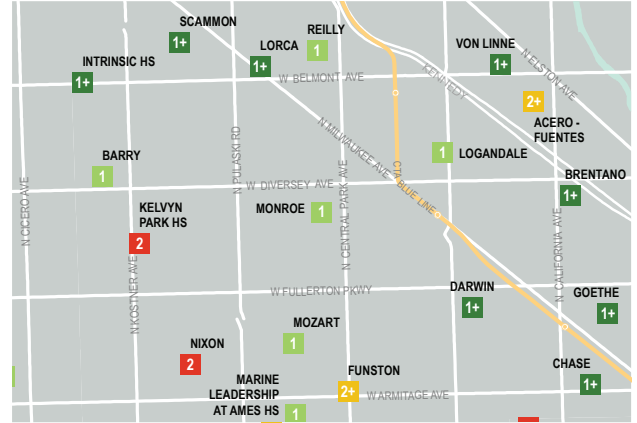 SCAMMON
1+
REILLY
1
LORCA
1+
VON LINNE
1+
INTRINSIC HS
1+
W BELMONT AVE
KENNEDY
N ELSTON AVE
2+
ACERO -
FUENTES
N MILWAUKEE AVE
N PULASKI RD
BARRY
1
1
LOGANDALE
CTA BLUE LINE
BRENTANO
1+
W DIVERSEY AVE
N CICERO AVE
KELVYN
PARK HS
2
MONROE
1
N CENTRAL PARK AVE
N KOSTNER AVE
N CALIFORNIA AVE
W FULLERTON PKWY
DARWIN
1+
GOETHE
1+
MOZART
1
NIXON
2
FUNSTON
2+
CHASE
1+
W ARMITAGE AVE
MARINE
LEADERSHIP
AT AMES HS
1